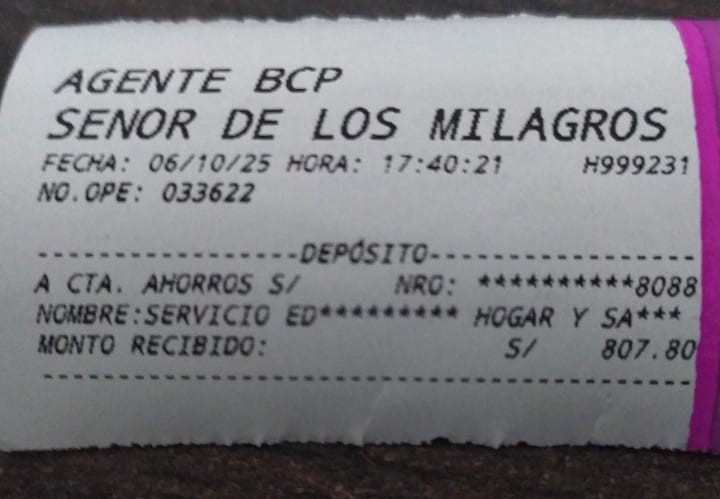 AGENTE BCP
SENOR DE LOS MILAGROS
FECHA: 06/10/25 HORA: 17:40:21 H999231
NO.OPE: 033622
-----------------DEPÓSITO-----------------
A CTA. AHORROS S/ NRO: **********8088
NOMBRE:SERVICIO ED********* HOGAR Y SA***
MONTO RECIBIDO: S/ 807.80
------------------------------------------